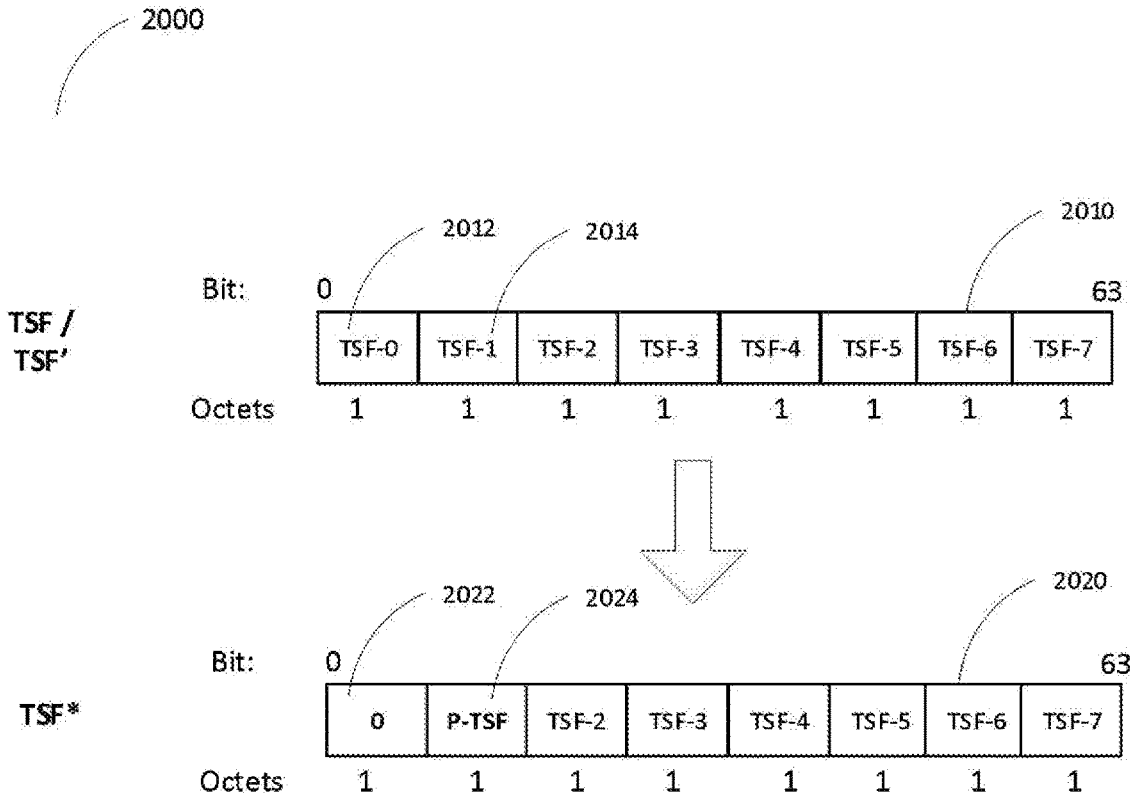 2000
2012 2014 2010
Bit: 0 63
TSF / TSF'
TSF-0 TSF-1 TSF-2 TSF-3 TSF-4 TSF-5 TSF-6 TSF-7
Octets 1 1 1 1 1 1 1 1
2022 2024 2020
Bit: 0 63
TSF*
0 P-TSF TSF-2 TSF-3 TSF-4 TSF-5 TSF-6 TSF-7
Octets 1 1 1 1 1 1 1 1